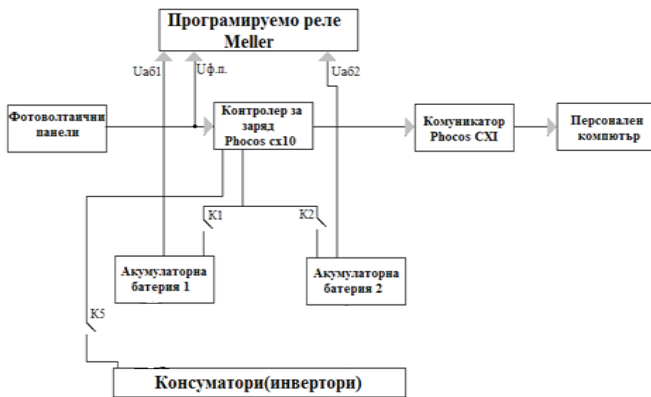 Програмируемо реле
Meller
Uаб1
Uф.п.
Uаб2
Фотоволтаични
панели
Контролер за
заряд
Phocos cx10
Комуникатор
Phocos CXI
Персонален
компютър
K1
K2
Акумулаторна
батерия 1
Акумулаторна
батерия 2
K5
Консуматори(инвертори)